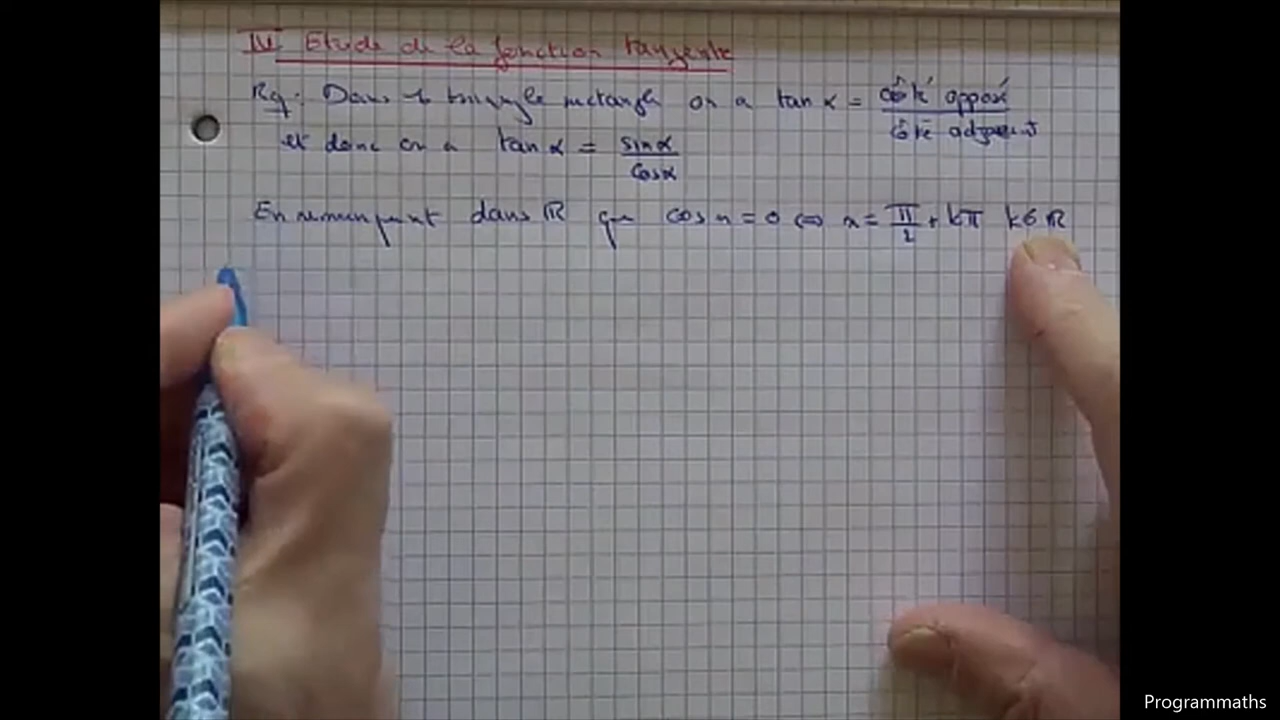 IV Etude de la fonction tangente
Rq: Dans le triangle rectangle on a tan α = côté opposé / côté adjacent
et donc on a tan α = sin α / cos α
En remarquant dans ℝ que cos x = 0 ⇔ x = π/2 + kπ k∈ℝ
Programmaths